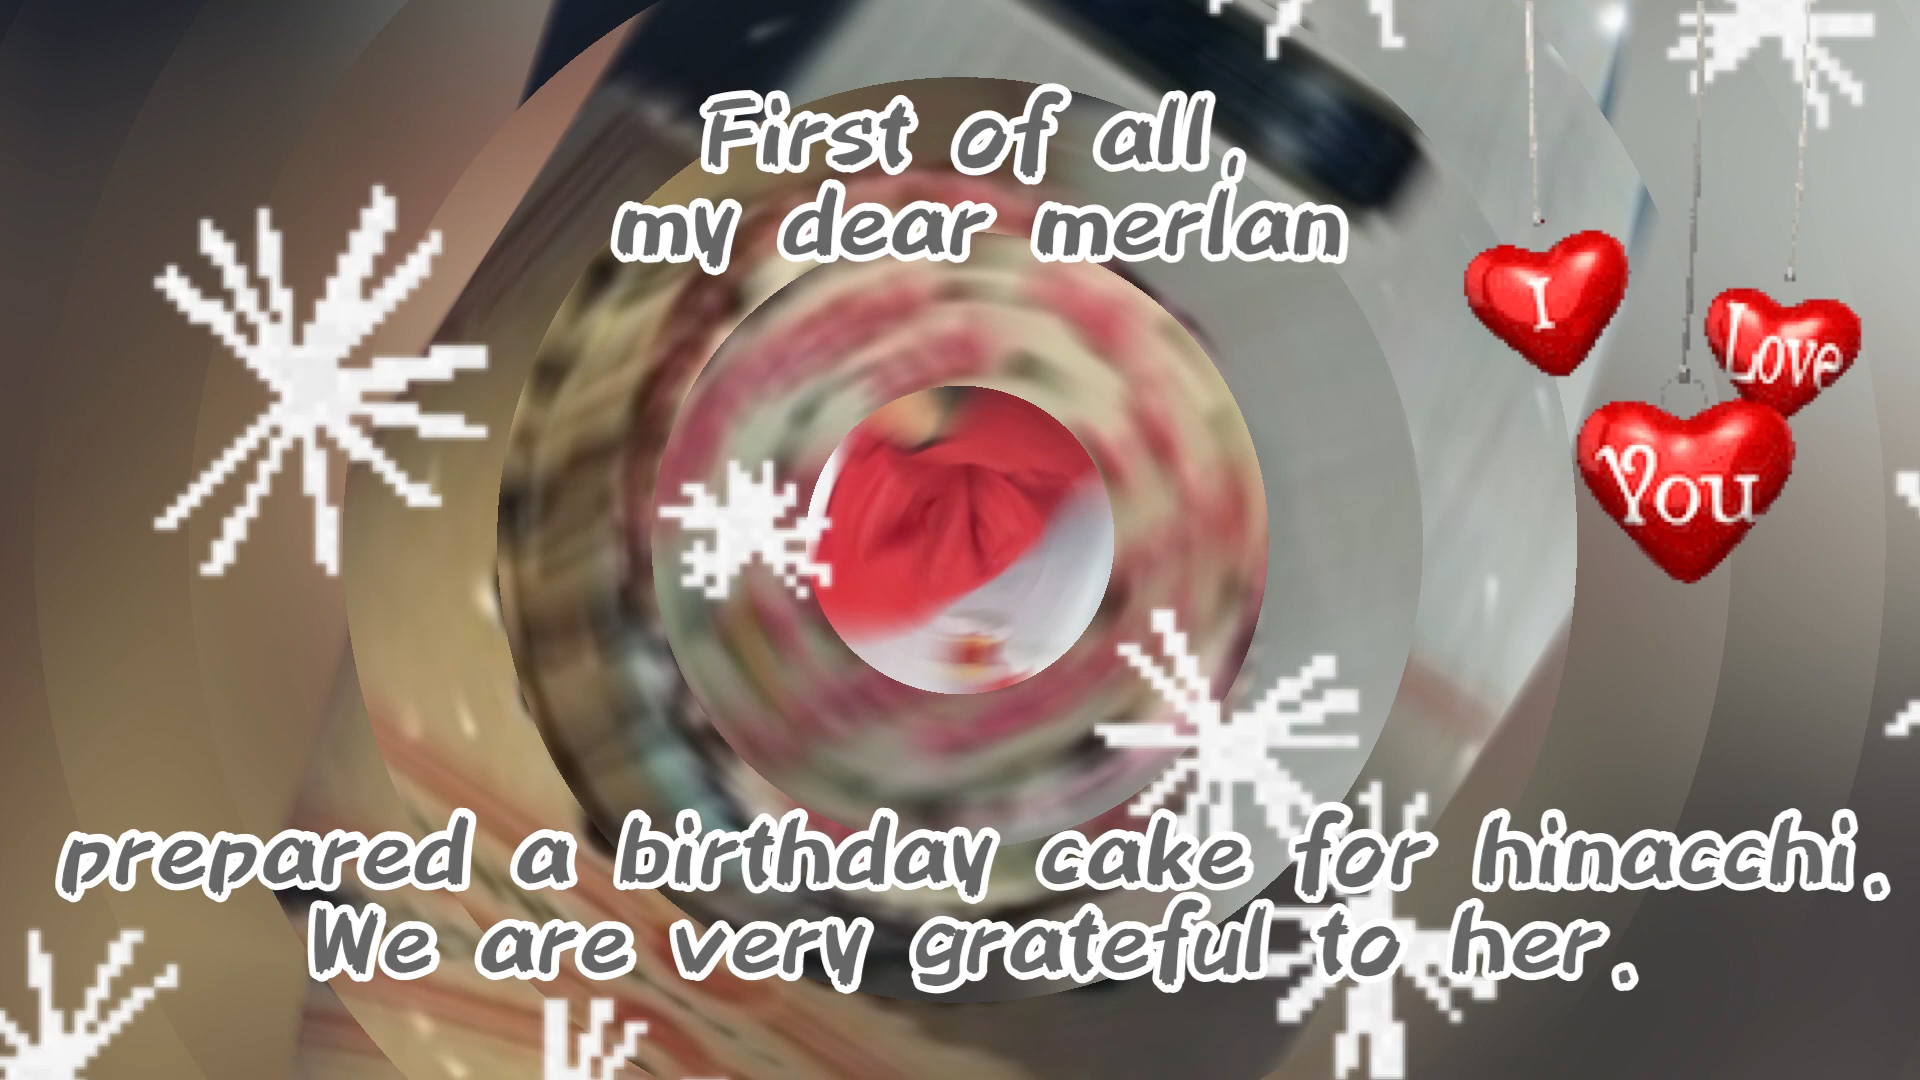 First of all,
my dear merlan
I
Love
You
prepared a birthday cake for hinacchi.
We are very grateful to her.